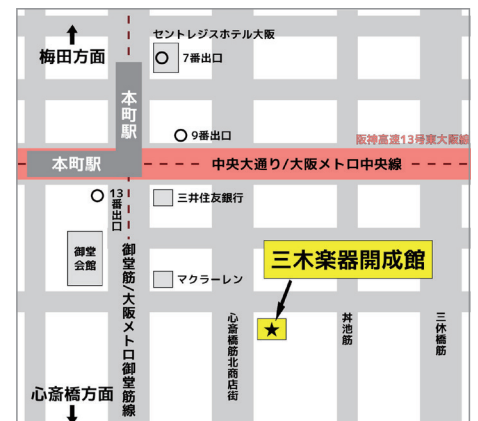 セントレジスホテル大阪
梅田方面
7番出口
本町駅
9番出口
阪神高速13号東大阪線
本町駅
中央大通り/大阪メトロ中央線
13番出口
三井住友銀行
御堂
会館
御堂筋/大阪メトロ御堂筋線
三木楽器開成館
マクラーレン
心斎橋筋北商店街
★
丼池筋
三休橋筋
心斎橋方面